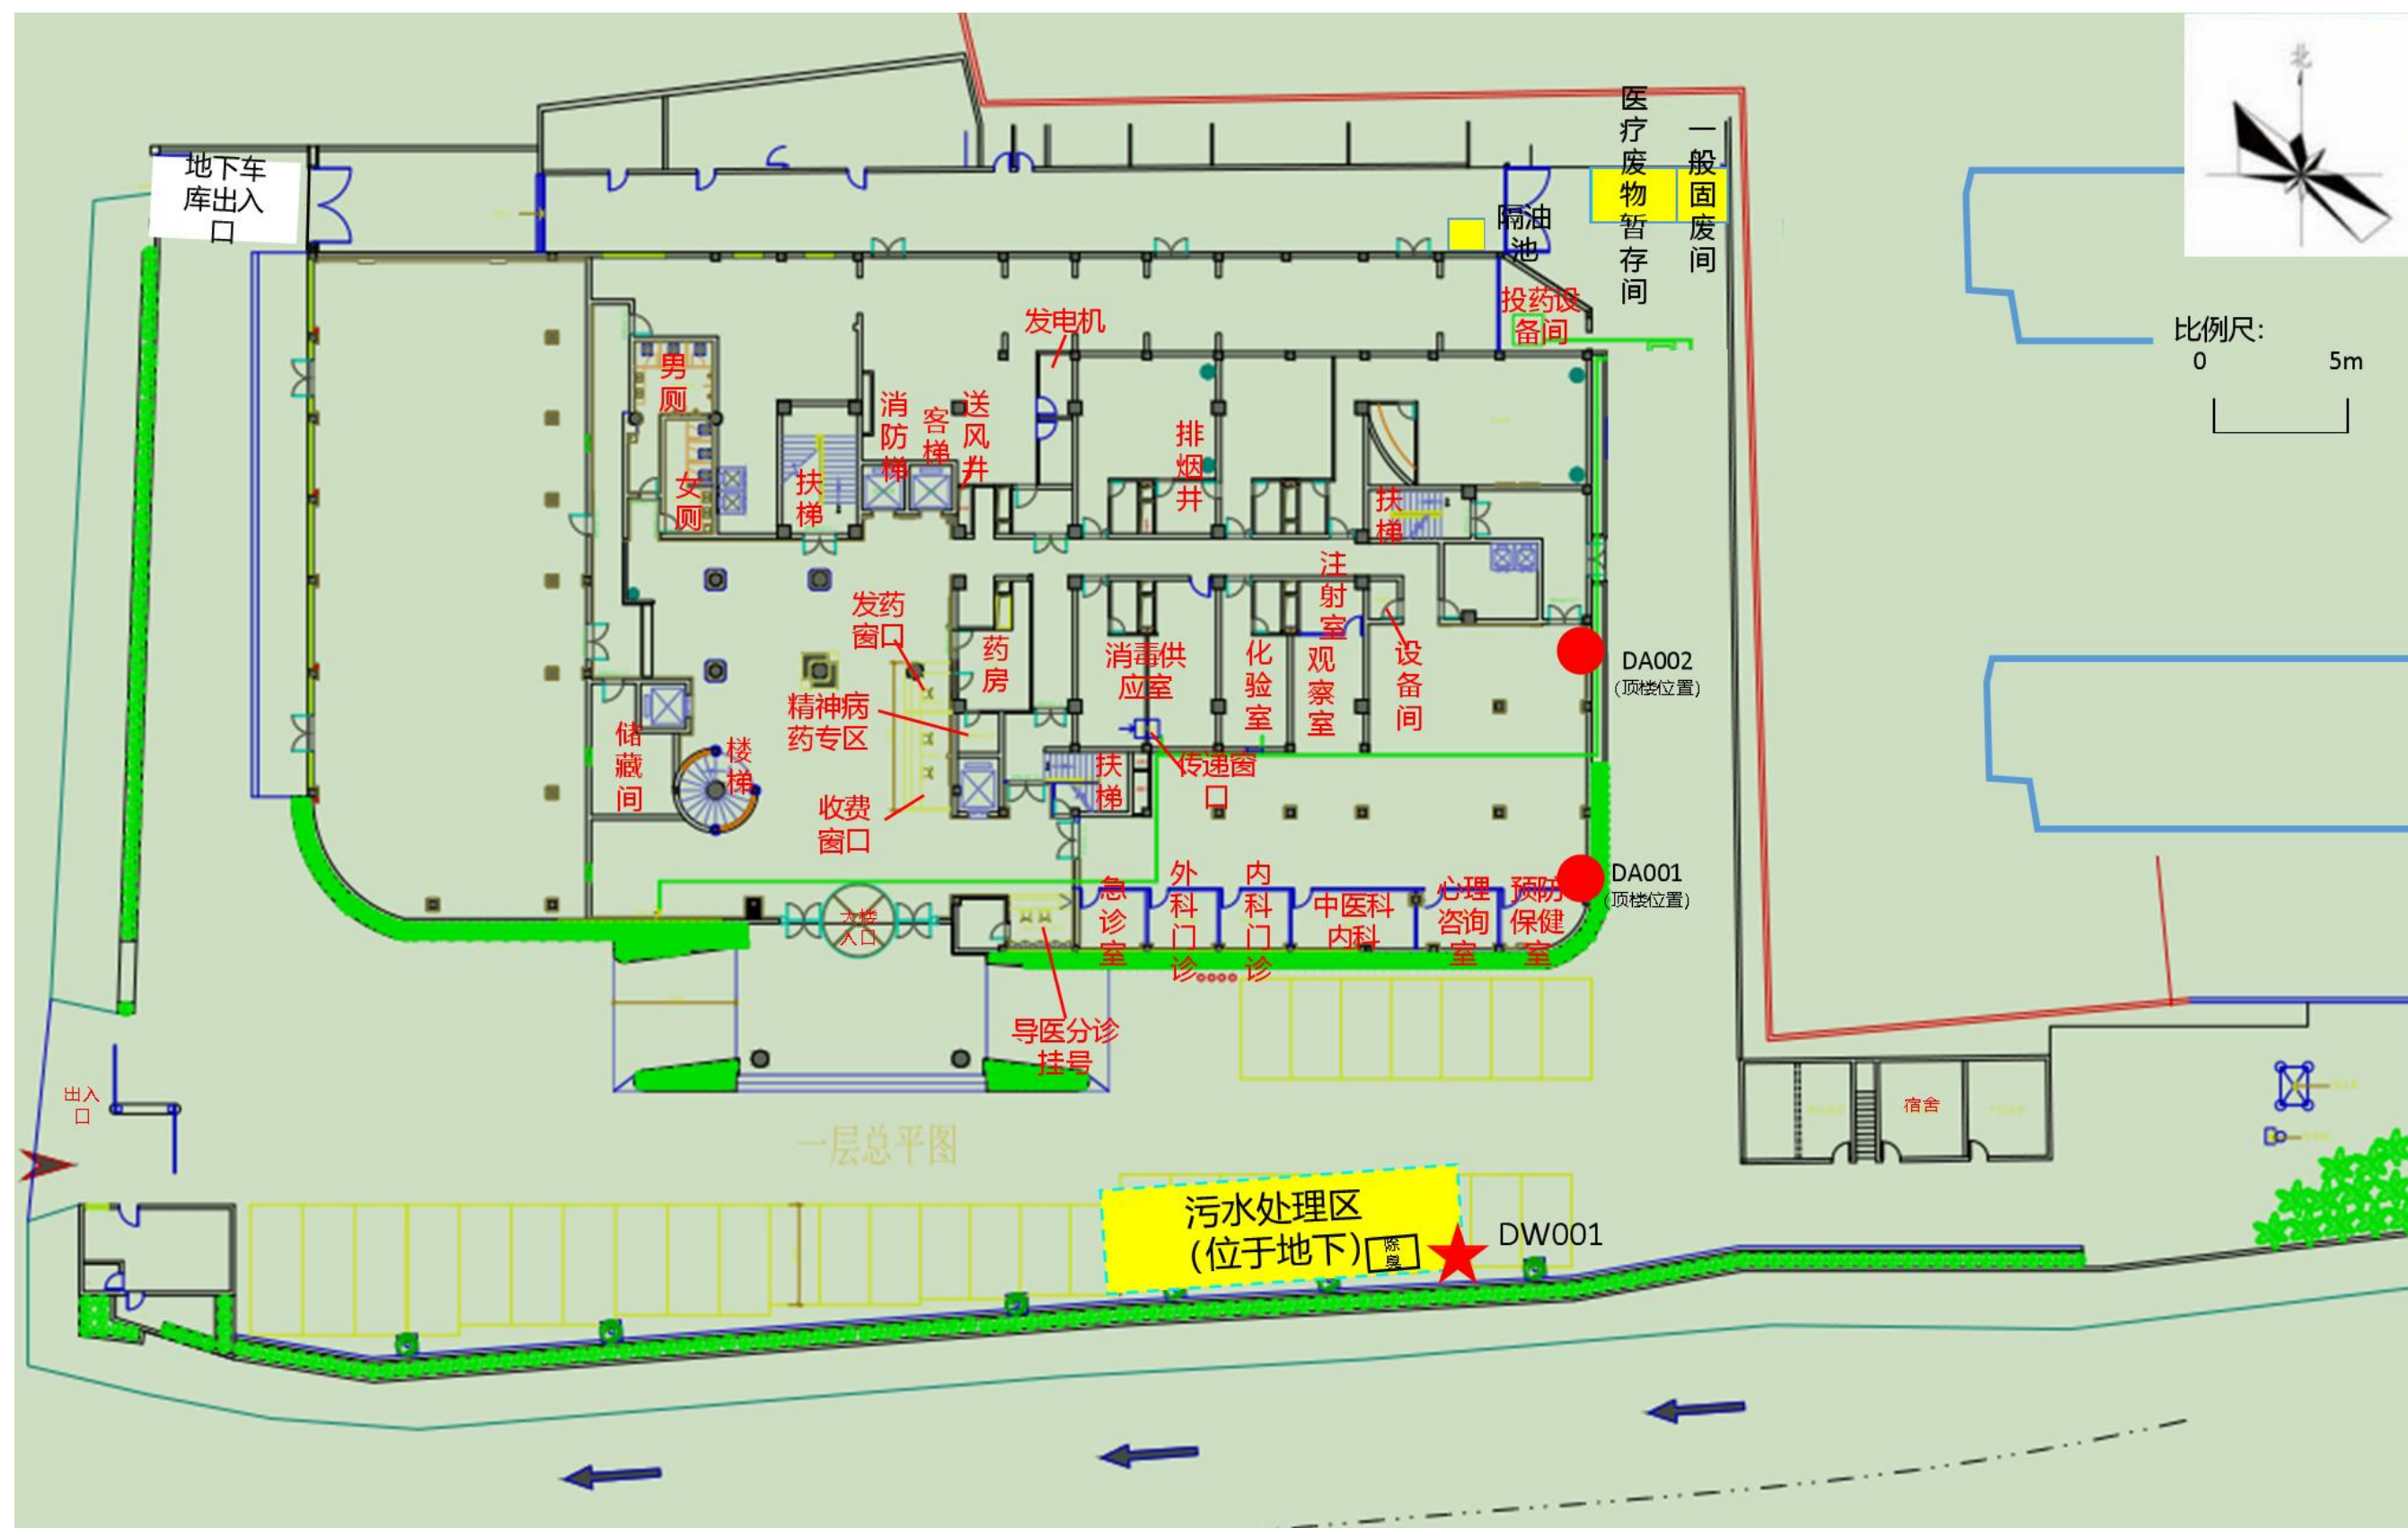 北
医疗废物暂存间
一般固废间
地下车
库出入
口
隔油
池
投药设
备间
比例尺:
0
5m
发电机
男厕
女厕
消防梯
客梯
送风井
扶梯
排烟井
扶梯
注射室
发药
窗口
药房
消毒供
应室
化验室
观察室
设备间
DA002
(顶楼位置)
精神病
药专区
储藏间
楼梯
收费
窗口
扶梯
传递窗
口
DA001
(顶楼位置)
急诊室
外科门诊
内科门诊
中医科
内科
心理
咨询
室
预防
保健
室
大楼
入口
导医分诊
挂号
出入
口
宿舍
一层总平图
污水处理区
(位于地下)
除臭
DW001